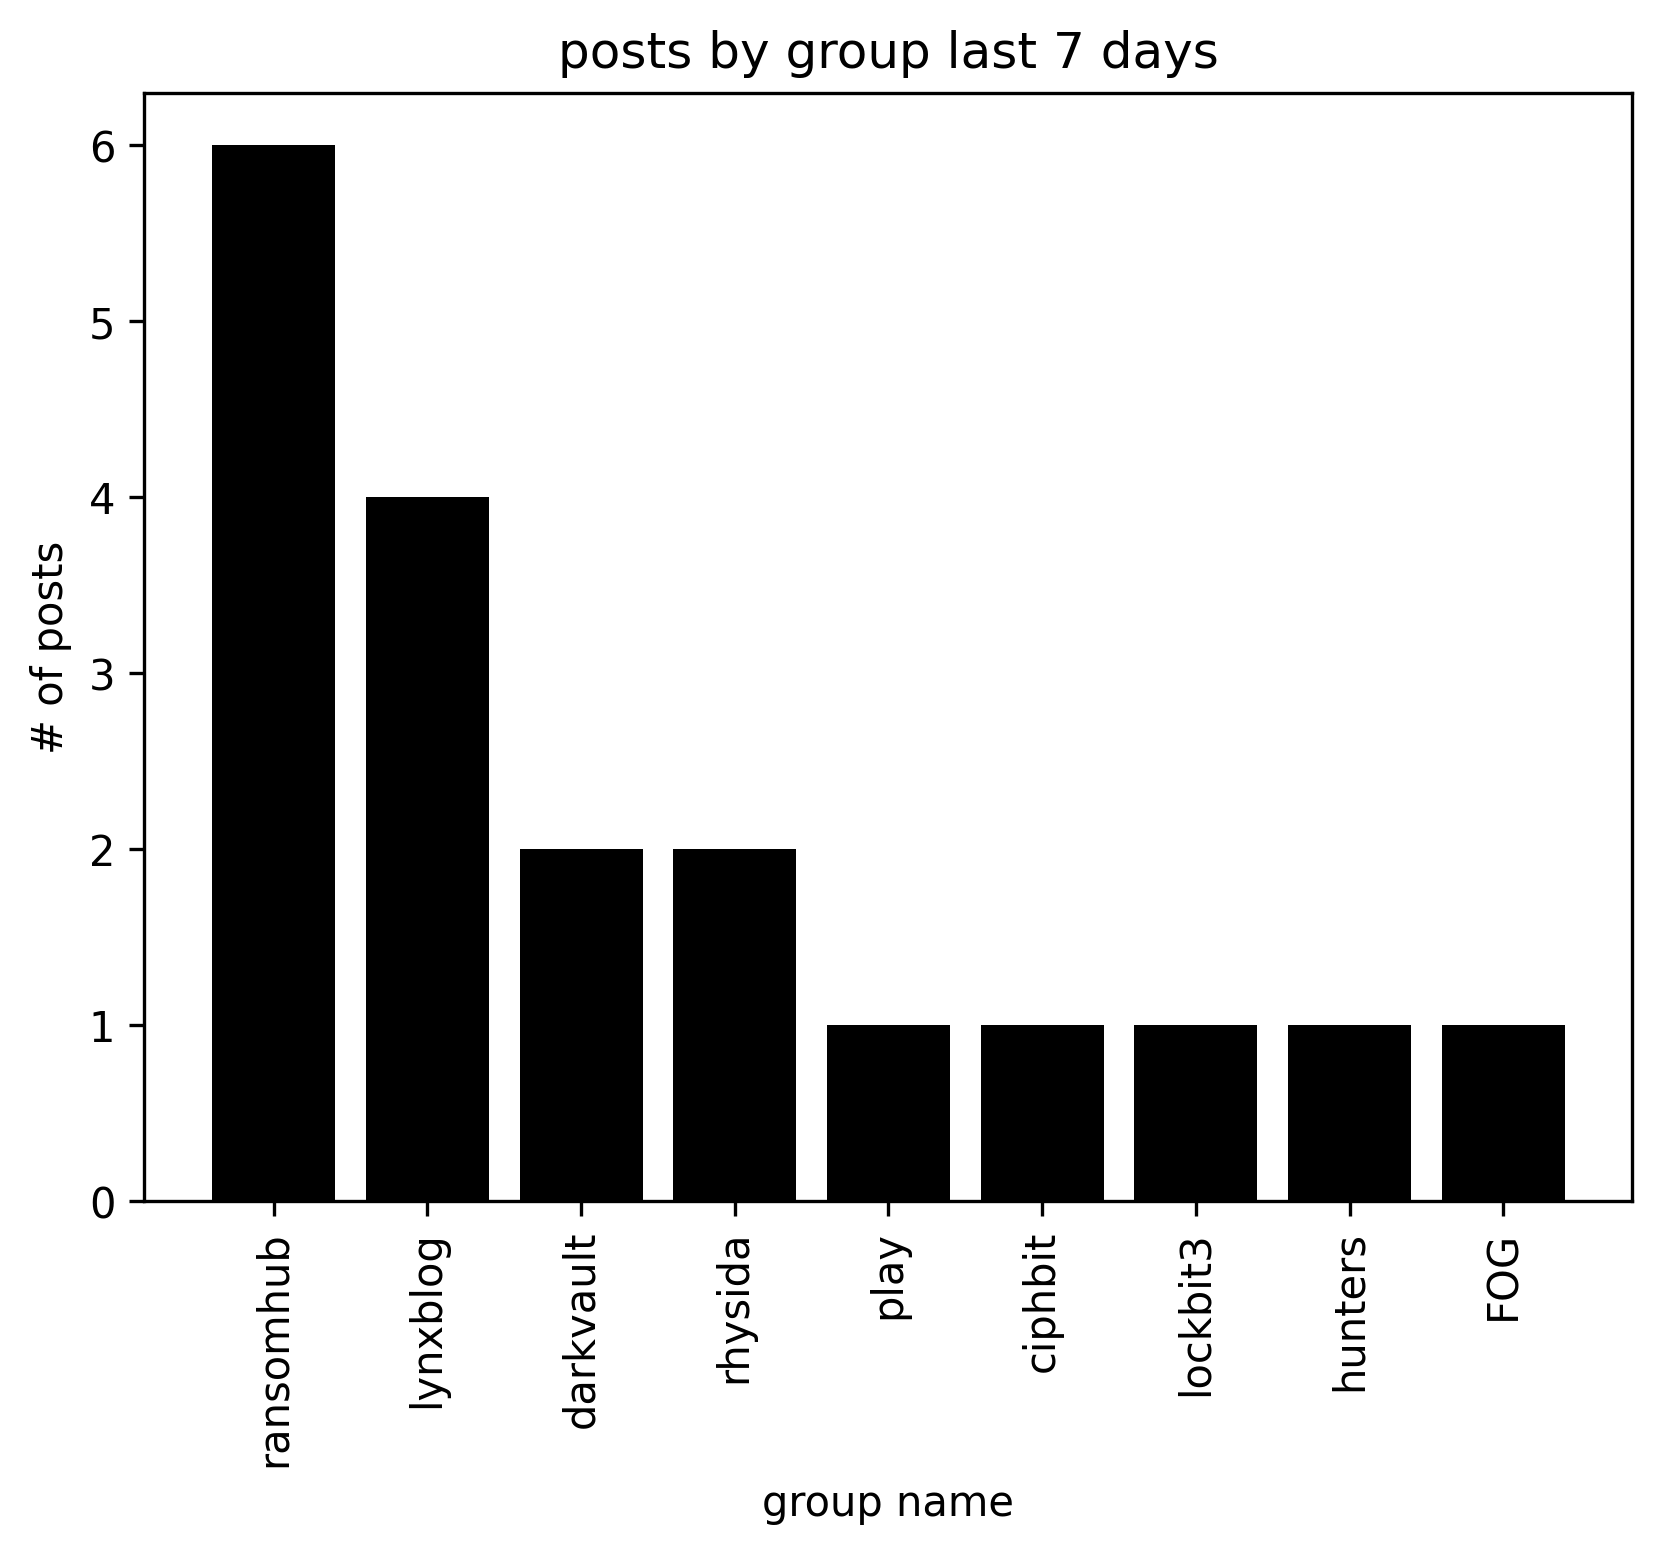 posts by group last 7 days
6
5
4
3
2
1
0
# of posts
ransomhub
lynxblog
darkvault
rhysida
play
ciphbit
lockbit3
hunters
FOG
group name